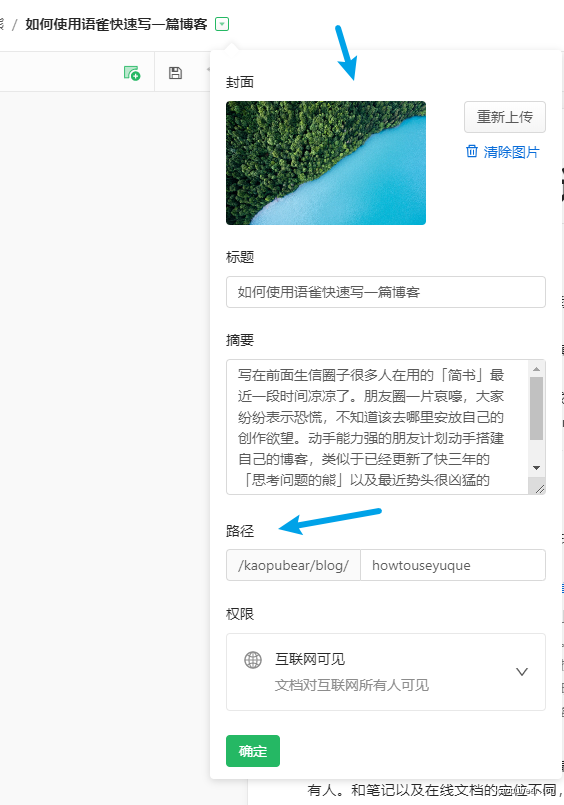 / 如何使用语雀快速写一篇博客
封面
重新上传
清除图片
标题
如何使用语雀快速写一篇博客
摘要
写在前面生信圈子很多人在用的「简书」最
近一段时间凉凉了。朋友圈一片哀嚎，大家
纷纷表示恐慌，不知道该去哪里安放自己的
创作欲望。动手能力强的朋友计划动手搭建
自己的博客，类似于已经更新了快三年的
「思考问题的熊」以及最近势头很凶猛的
路径
/kaopubear/blog/ howtouseyuque
权限
互联网可见
文档对互联网所有人可见
确定
有人。和笔记以及在线文档的定位不同，